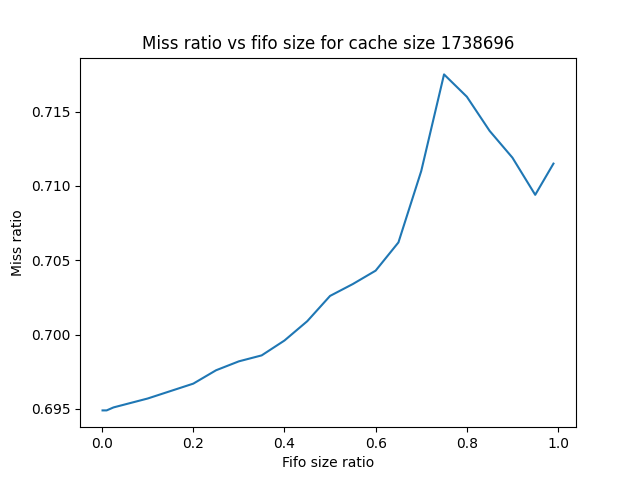 Miss ratio vs fifo size for cache size 1738696
0.715
0.710
0.705
0.700
0.695
Miss ratio
0.0 0.2 0.4 0.6 0.8 1.0
Fifo size ratio